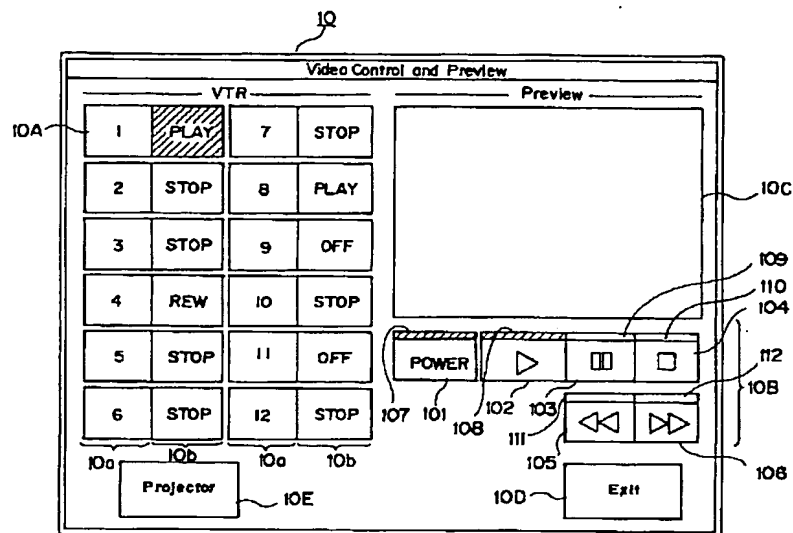 10
Video Control and Preview
VTR
Preview
10A
1 PLAY 7 STOP
2 STOP 8 PLAY
10C
3 STOP 9 OFF
109
110
4 REW 10 STOP
104
112
5 STOP 11 OFF
POWER
10B
107 101 108 102 103
111
6 STOP 12 STOP
105 106
10a 10b 10a 10b
Projector
10E
10D
Exit